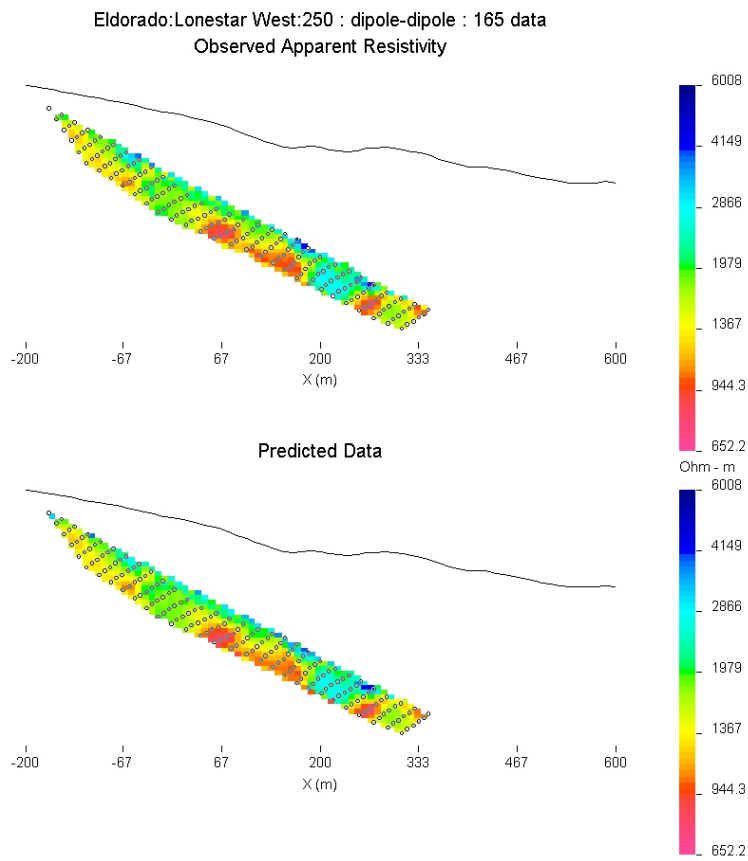 Eldorado:Lonestar West:250 : dipole-dipole : 165 data
Observed Apparent Resistivity
6008
4149
2866
1979
1367
944.3
652.2
Ohm - m
-200 -67 67 200 333 467 600
X (m)
Predicted Data
6008
4149
2866
1979
1367
944.3
652.2
-200 -67 67 200 333 467 600
X (m)